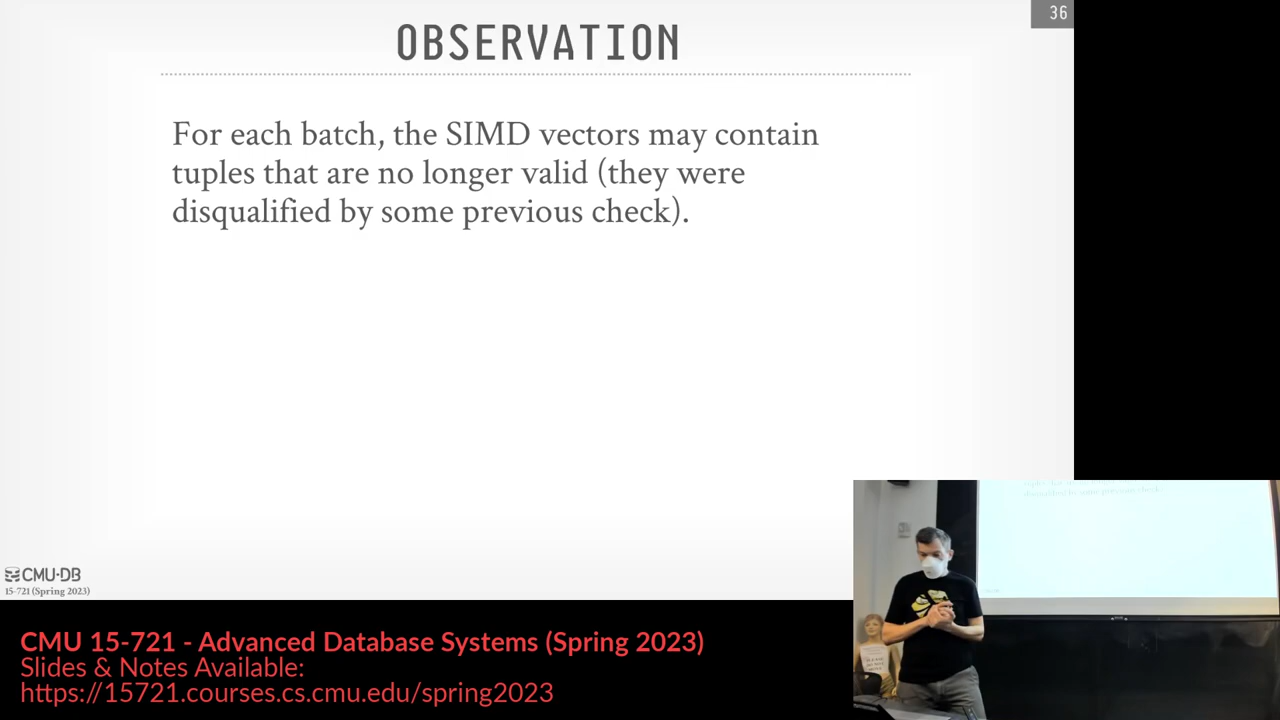 36
OBSERVATION
For each batch, the SIMD vectors may contain
tuples that are no longer valid (they were
disqualified by some previous check).
CMU·DB
15-721 (Spring 2023)
CMU 15-721 - Advanced Database Systems (Spring 2023)
Slides & Notes Available:
https://15721.courses.cs.cmu.edu/spring2023